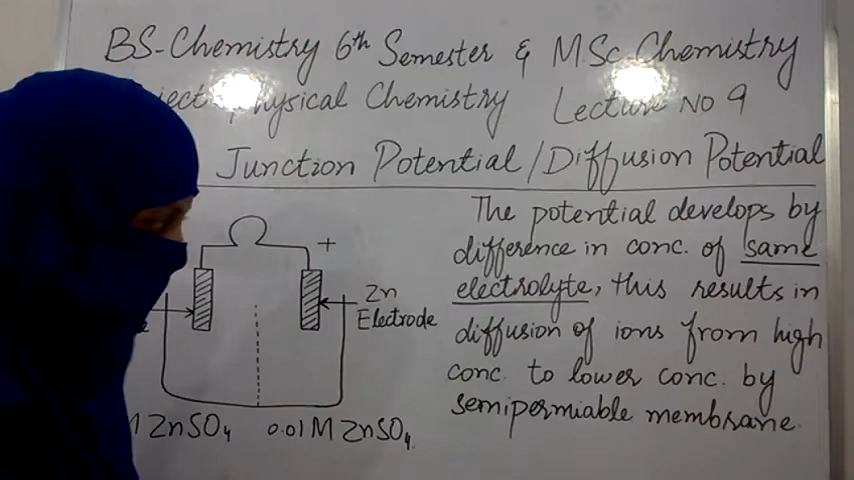 BS-Chemistry 6th Semester & MSc Chemistry
Physical Chemistry Lecture No 9
Junction Potential/Diffusion Potential
The potential develops by
difference in conc. of same
electrolyte, this results in
diffusion of ions from high
conc. to lower conc. by
semipermiable membrane.
+
Zn
Electrode
ZnSO4 0.01M ZnSO4